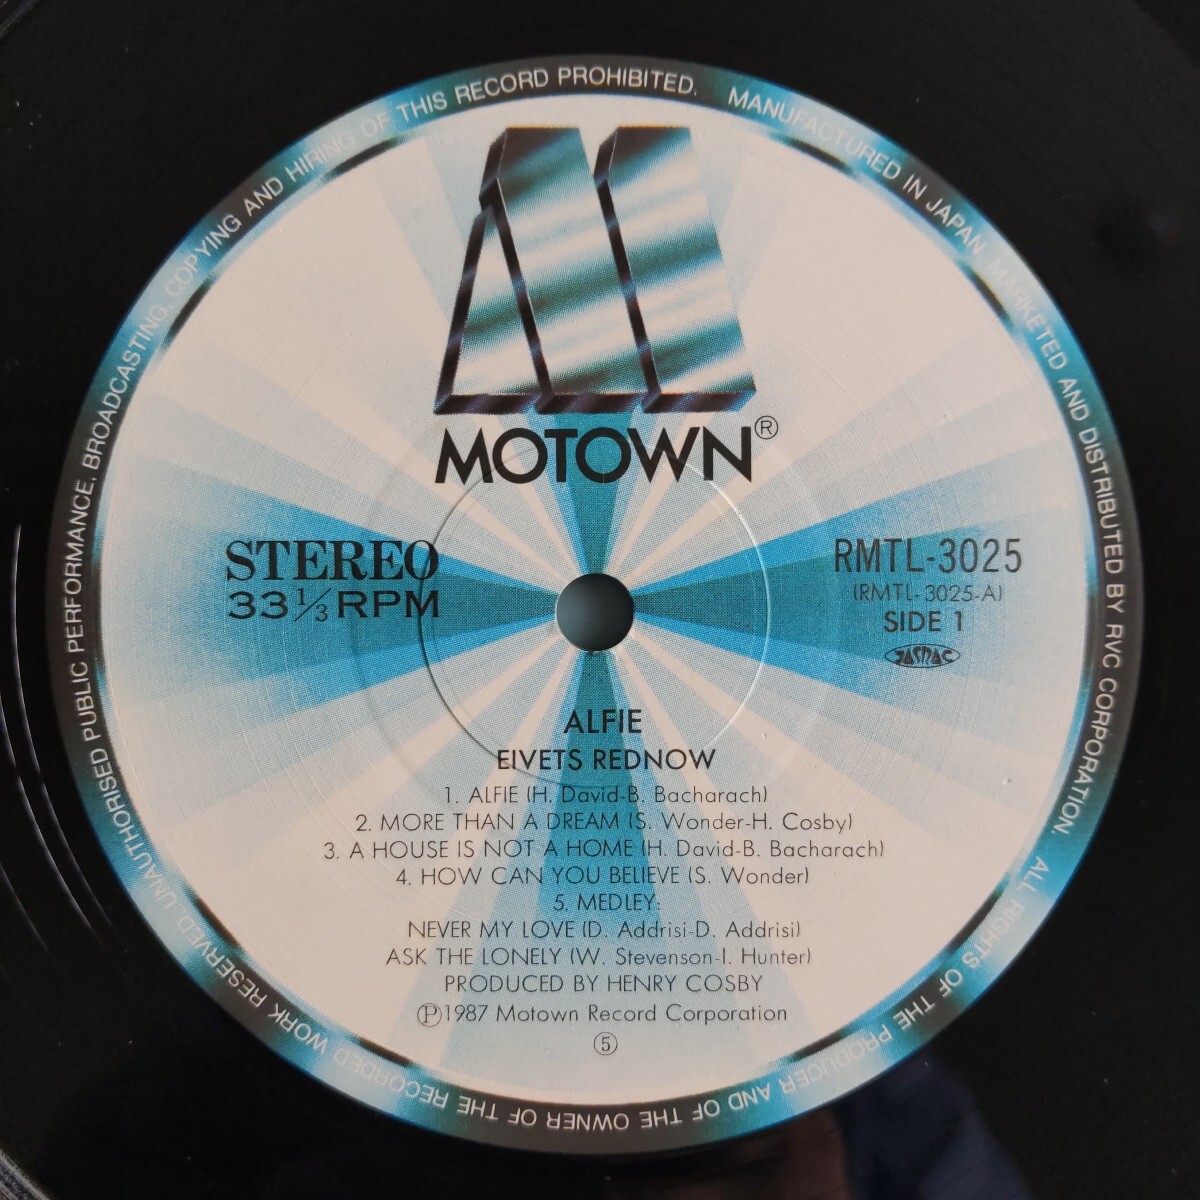 MOTOWN®
STEREO
33 1/3 RPM
RMTL-3025
(RMTL-3025-A)
SIDE 1
JASRAC
ALFIE
EIVETS REDNOW
1. ALFIE (H. David-B. Bacharach)
2. MORE THAN A DREAM (S. Wonder-H. Cosby)
3. A HOUSE IS NOT A HOME (H. David-B. Bacharach)
4. HOW CAN YOU BELIEVE (S. Wonder)
5. MEDLEY:
NEVER MY LOVE (D. Addrisi-D. Addrisi)
ASK THE LONELY (W. Stevenson-I. Hunter)
PRODUCED BY HENRY COSBY
℗1987 Motown Record Corporation
⑤
MANUFACTURED IN JAPAN, MARKETED AND DISTRIBUTED BY RVC CORPORATION. ALL RIGHTS OF THE PRODUCER AND OF THE OWNER OF THE RECORDED WORK RESERVED. UNAUTHORISED PUBLIC PERFORMANCE, BROADCASTING, COPYING AND HIRING OF THIS RECORD PROHIBITED.